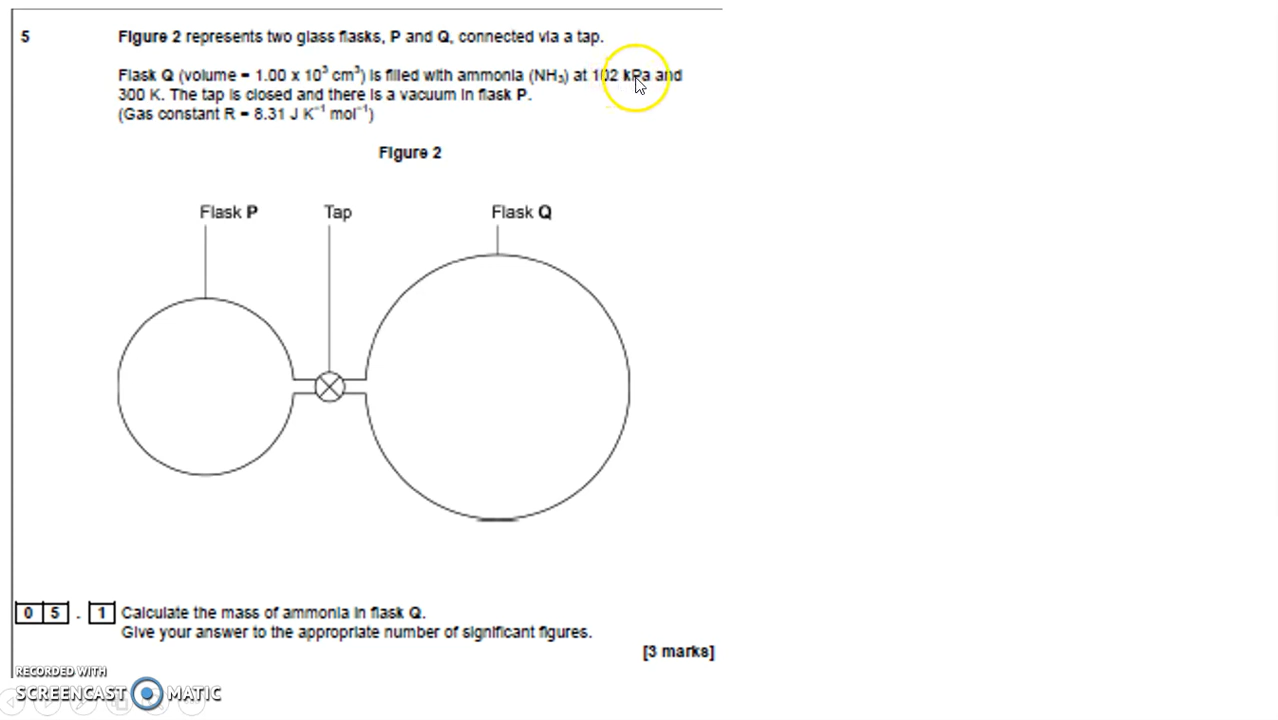 5 Figure 2 represents two glass flasks, P and Q, connected via a tap.
Flask Q (volume = 1.00 x 10³ cm³) is filled with ammonia (NH₃) at 102 kPa and
300 K. The tap is closed and there is a vacuum in flask P.
(Gas constant R = 8.31 J K⁻¹ mol⁻¹)
Figure 2
Flask P Tap Flask Q
0 5 . 1 Calculate the mass of ammonia in flask Q.
Give your answer to the appropriate number of significant figures.
[3 marks]
RECORDED WITH
SCREENCAST MATIC